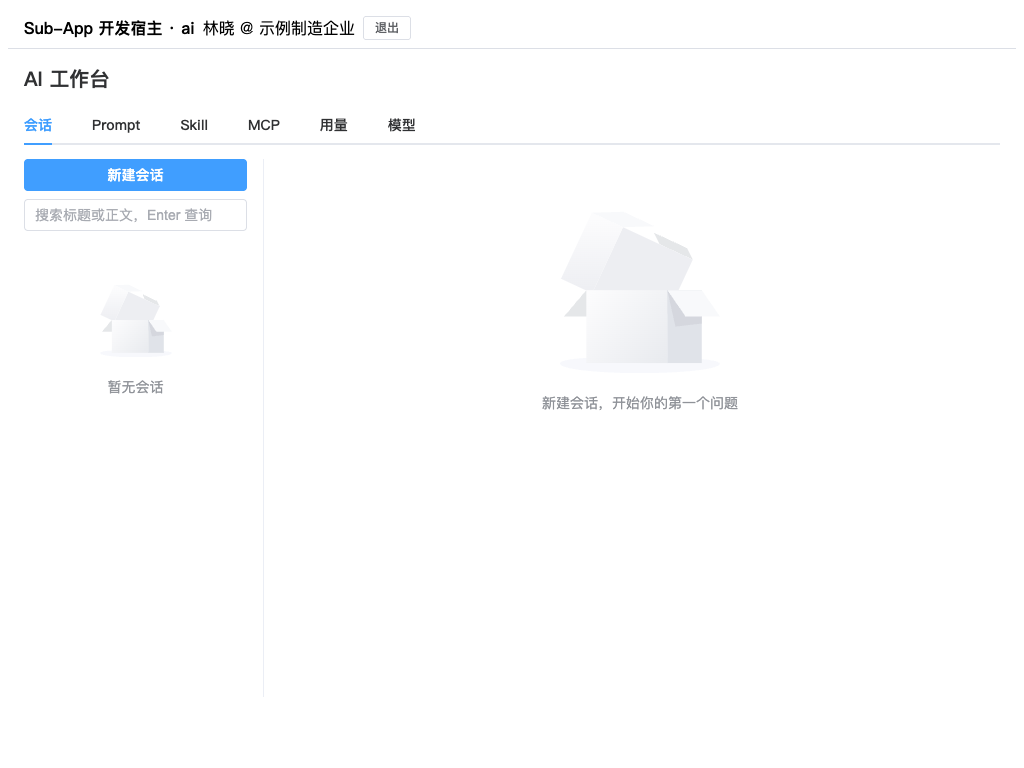 Sub-App 开发宿主 · ai 林晓 @ 示例制造企业 退出
AI 工作台
会话 Prompt Skill MCP 用量 模型
新建会话
搜索标题或正文，Enter 查询
暂无会话
新建会话，开始你的第一个问题